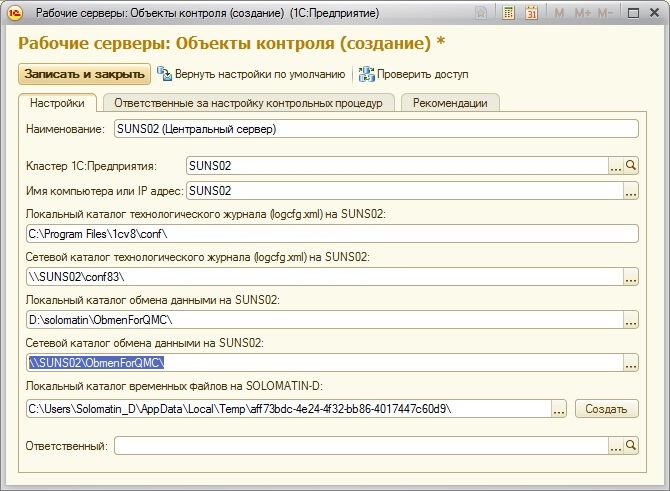 Рабочие серверы: Объекты контроля (создание) (1С:Предприятие)
M M+ M-
Рабочие серверы: Объекты контроля (создание) *
Записать и закрыть Вернуть настройки по умолчанию Проверить доступ
Настройки Ответственные за настройку контрольных процедур Рекомендации
Наименование: SUNS02 (Центральный сервер)
Кластер 1С:Предприятия: SUNS02 ...
Имя компьютера или IP адрес: SUNS02 ...
Локальный каталог технологического журнала (logcfg.xml) на SUNS02:
C:\Program Files\1cv8\conf\
Сетевой каталог технологического журнала (logcfg.xml) на SUNS02:
\\SUNS02\conf83\ ...
Локальный каталог обмена данными на SUNS02:
D:\solomatin\ObmenForQMC\ ...
Сетевой каталог обмена данными на SUNS02:
\\SUNS02\ObmenForQMC\ ...
Локальный каталог временных файлов на SOLOMATIN-D:
C:\Users\Solomatin_D\AppData\Local\Temp\aff73bdc-4e24-4f32-bb86-4017447c60d9\ ... Создать
Ответственный: ...